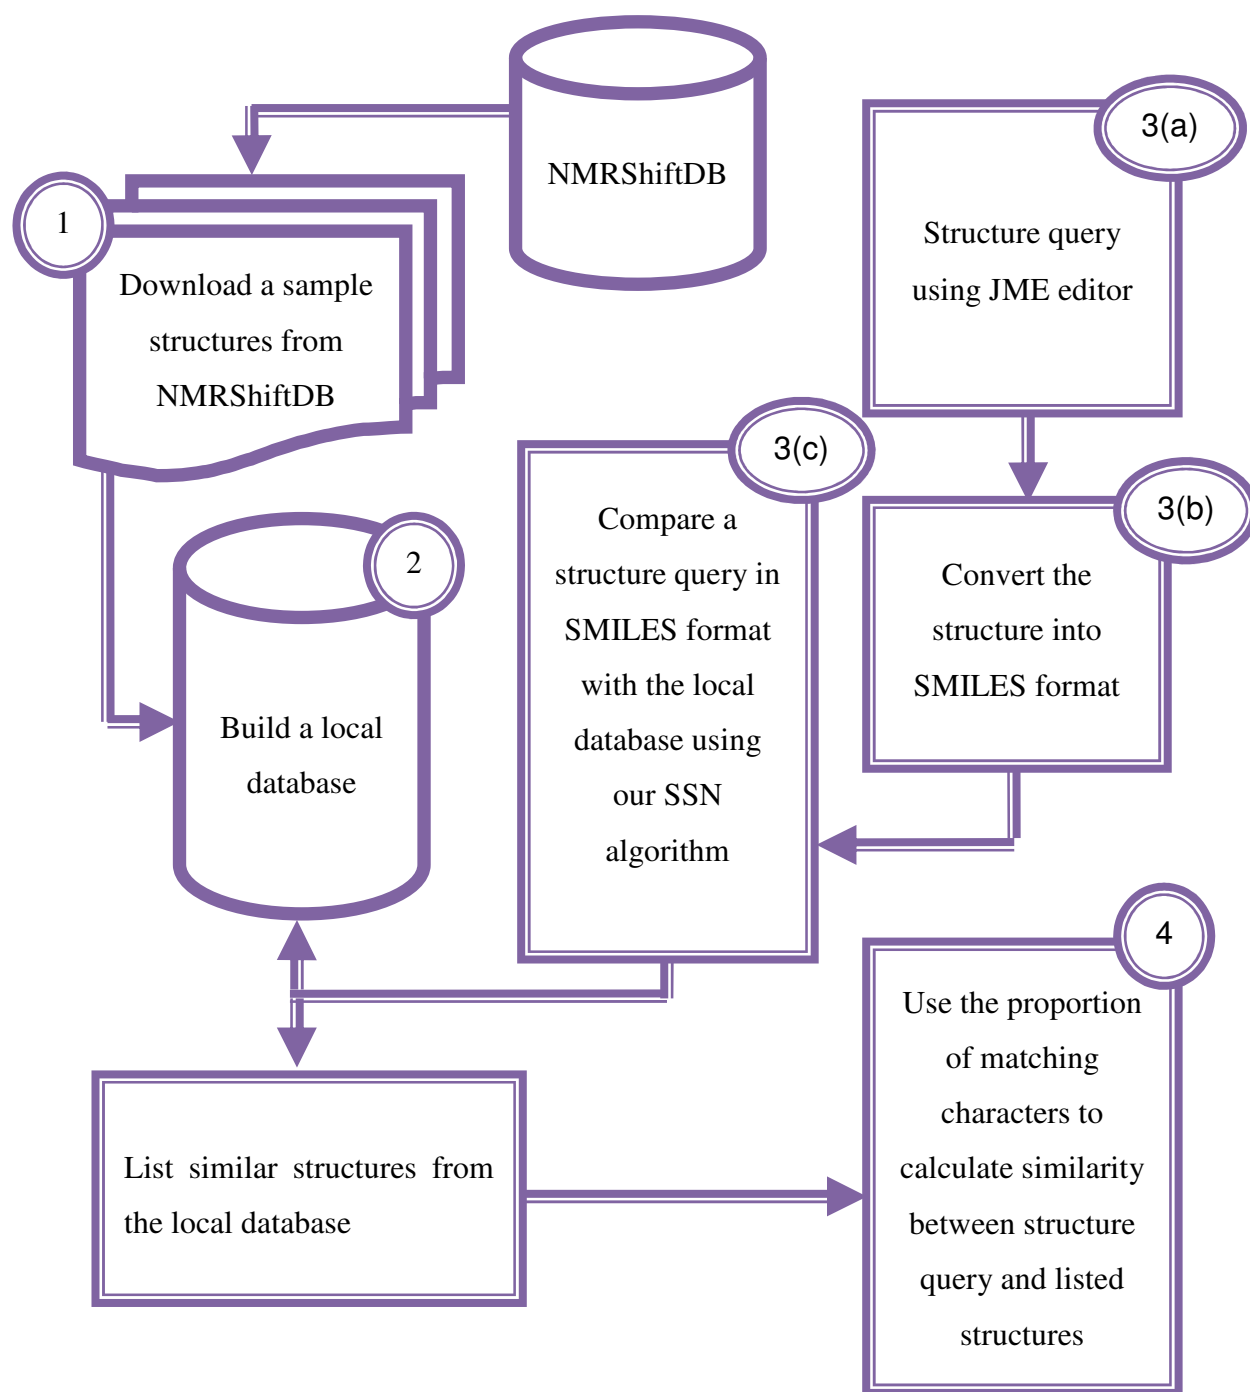 NMRShiftDB
1
Download a sample
structures from
NMRShiftDB
2
Build a local
database
3(a)
Structure query
using JME editor
3(b)
Convert the
structure into
SMILES format
3(c)
Compare a
structure query in
SMILES format
with the local
database using
our SSN
algorithm
List similar structures from
the local database
4
Use the proportion
of matching
characters to
calculate similarity
between structure
query and listed
structures